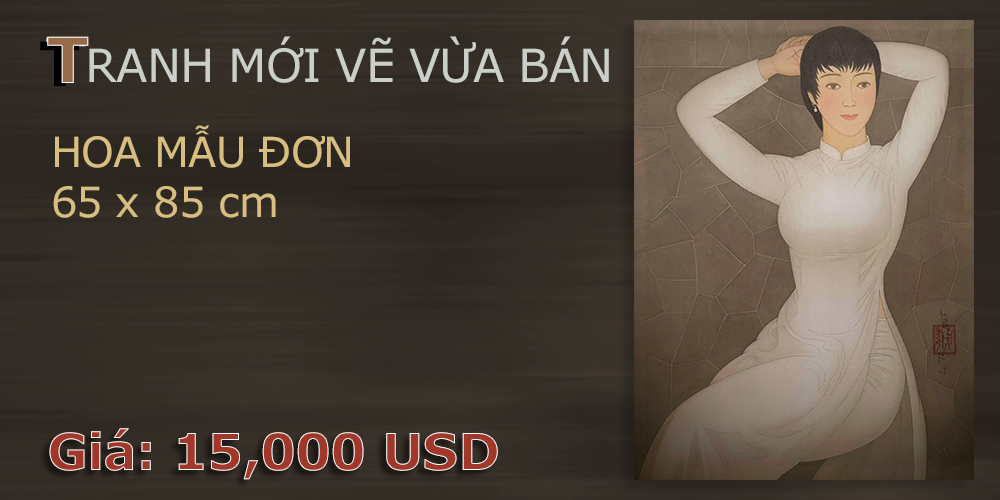 TRANH MỚI VẼ VỪA BÁN
HOA MẪU ĐƠN
65 x 85 cm
Giá: 15,000 USD